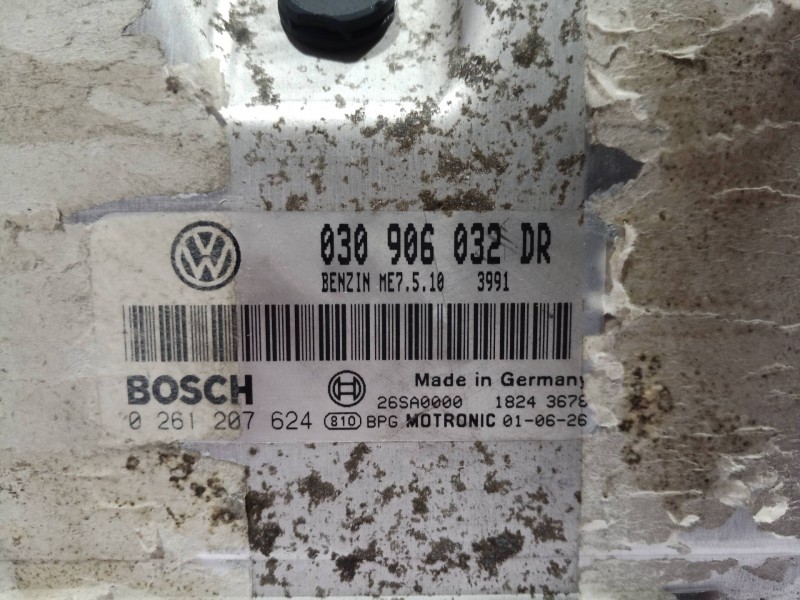 VW
030 906 032 DR
BENZIN ME7.5.10 3991
BOSCH
Made in Germany
26SA0000 1824 3678
0 261 207 624 810 BPG MOTRONIC 01-06-26